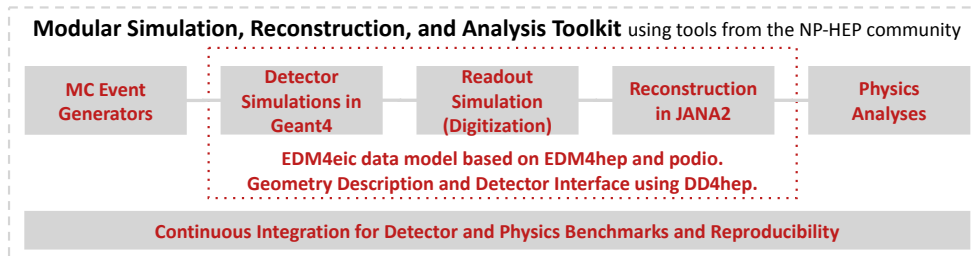 Modular Simulation, Reconstruction, and Analysis Toolkit using tools from the NP-HEP community
MC Event
Generators
Detector
Simulations in
Geant4
Readout
Simulation
(Digitization)
Reconstruction
in JANA2
Physics
Analyses
EDM4eic data model based on EDM4hep and podio.
Geometry Description and Detector Interface using DD4hep.
Continuous Integration for Detector and Physics Benchmarks and Reproducibility